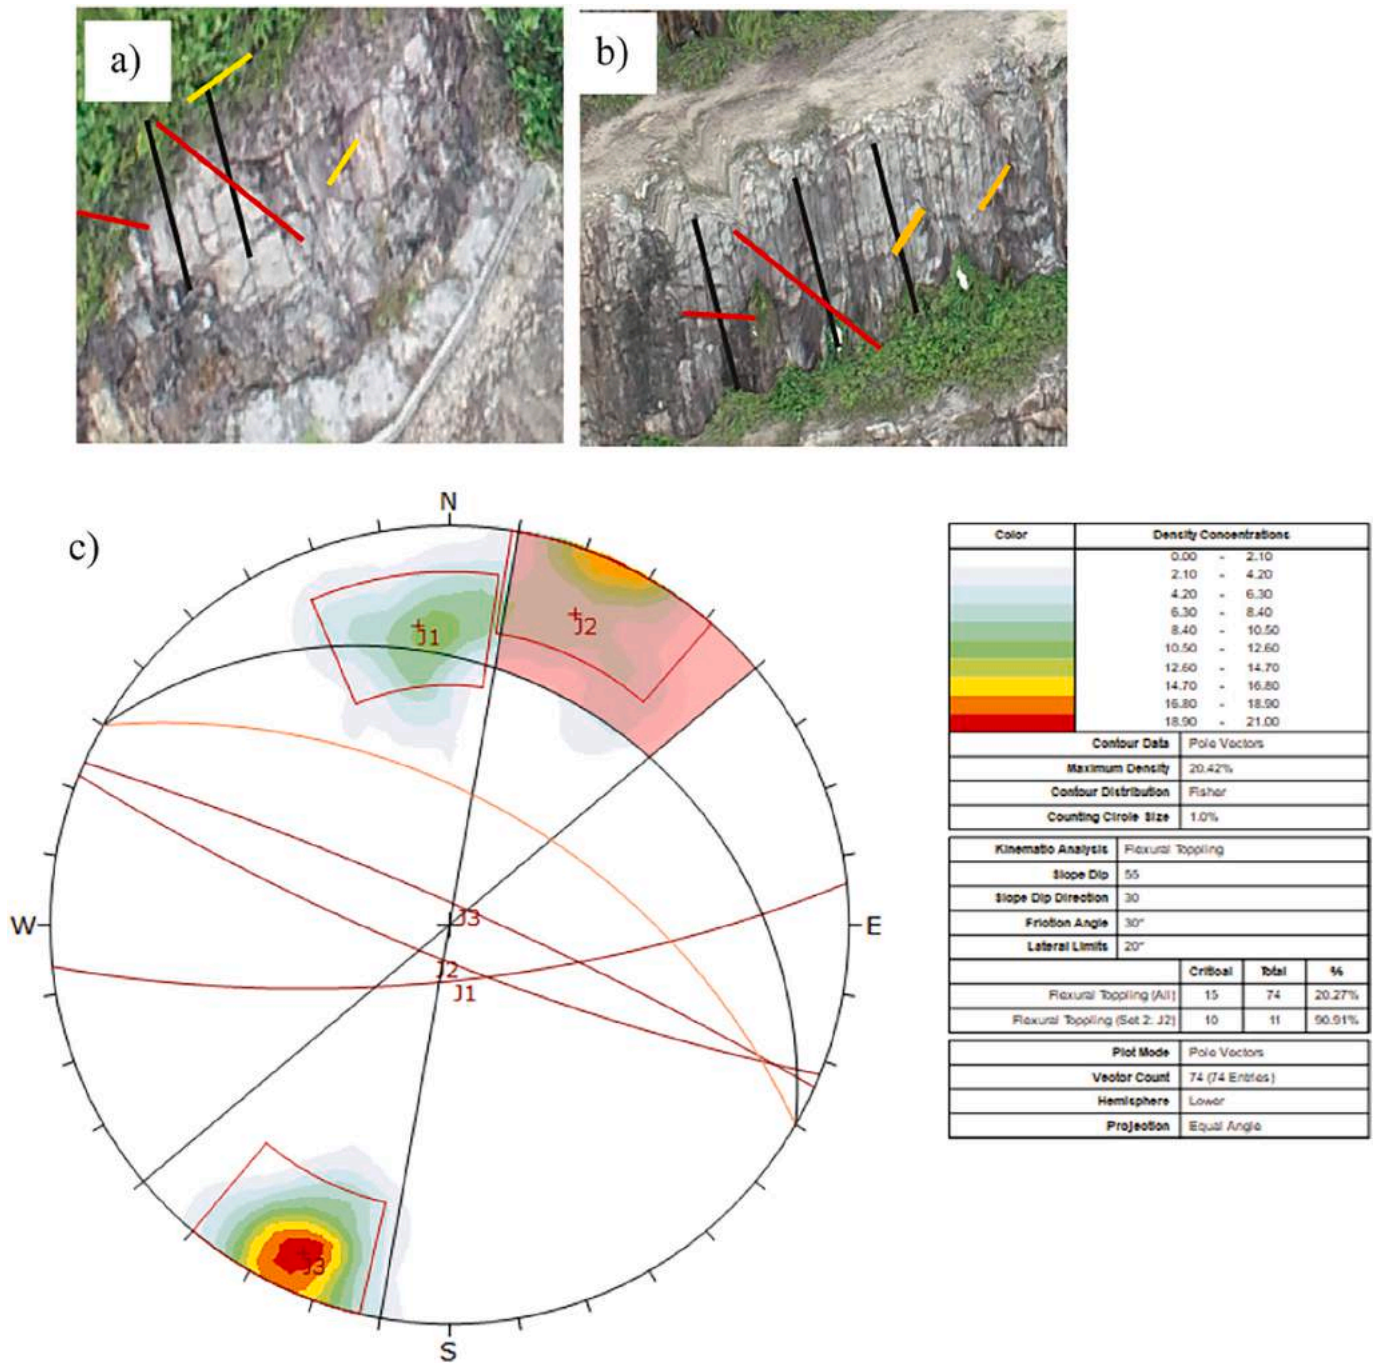 a)
b)
c)
N
J1
J2
W
E
J3
J2
J1
J3
S
Color Density Concentrations
0.00 - 2.10
2.10 - 4.20
4.20 - 6.30
6.30 - 8.40
8.40 - 10.50
10.50 - 12.60
12.60 - 14.70
14.70 - 16.80
16.80 - 18.90
18.90 - 21.00
Contour Data Pole Vectors
Maximum Density 20.42%
Contour Distribution Fisher
Counting Circle Size 1.0%
Kinematic Analysis Flexural Toppling
Slope Dip 55
Slope Dip Direction 30
Friction Angle 30°
Lateral Limits 20°
Critical Total %
Flexural Toppling (All) 15 74 20.27%
Flexural Toppling (Set 2: J2) 10 11 90.91%
Plot Mode Pole Vectors
Vector Count 74 (74 Entries)
Hemisphere Lower
Projection Equal Angle